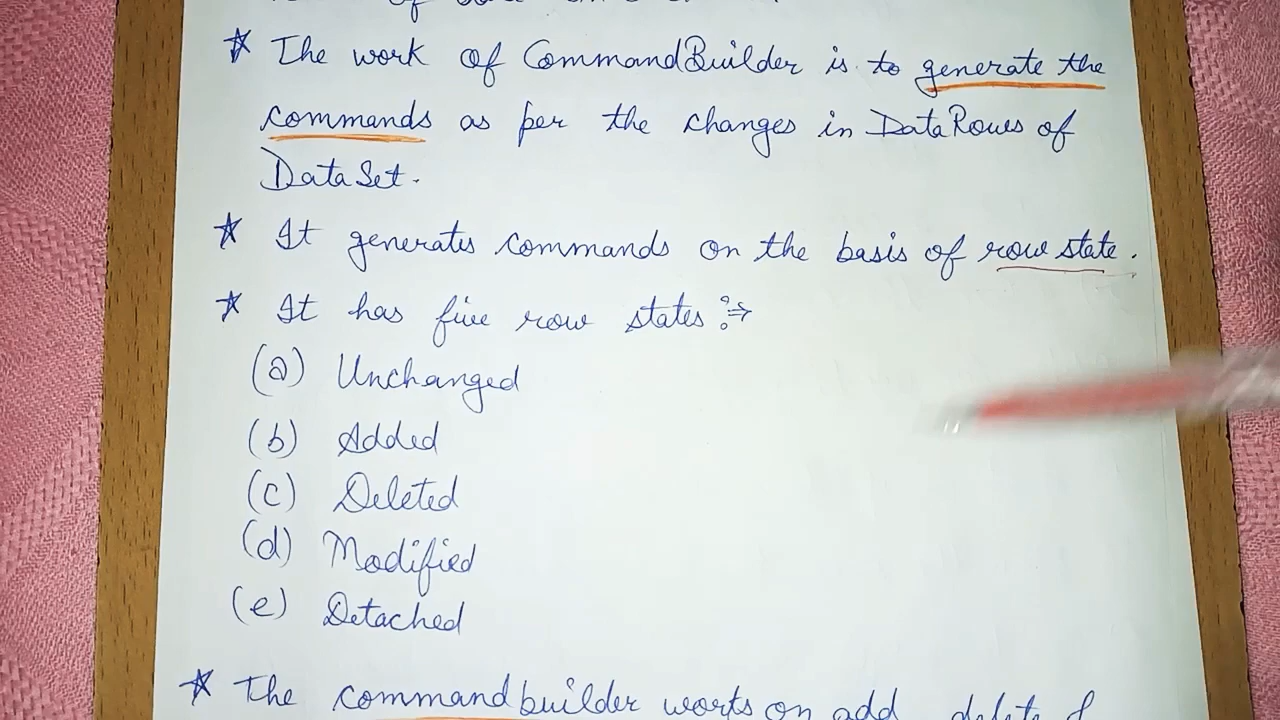 ★ The work of CommandBuilder is to generate the
commands as per the changes in DataRows of
DataSet.
★ It generates commands on the basis of row state.
★ It has five row states :⇒
(a) Unchanged
(b) Added
(c) Deleted
(d) Modified
(e) Detached
★ The commandbuilder works on add, delete &